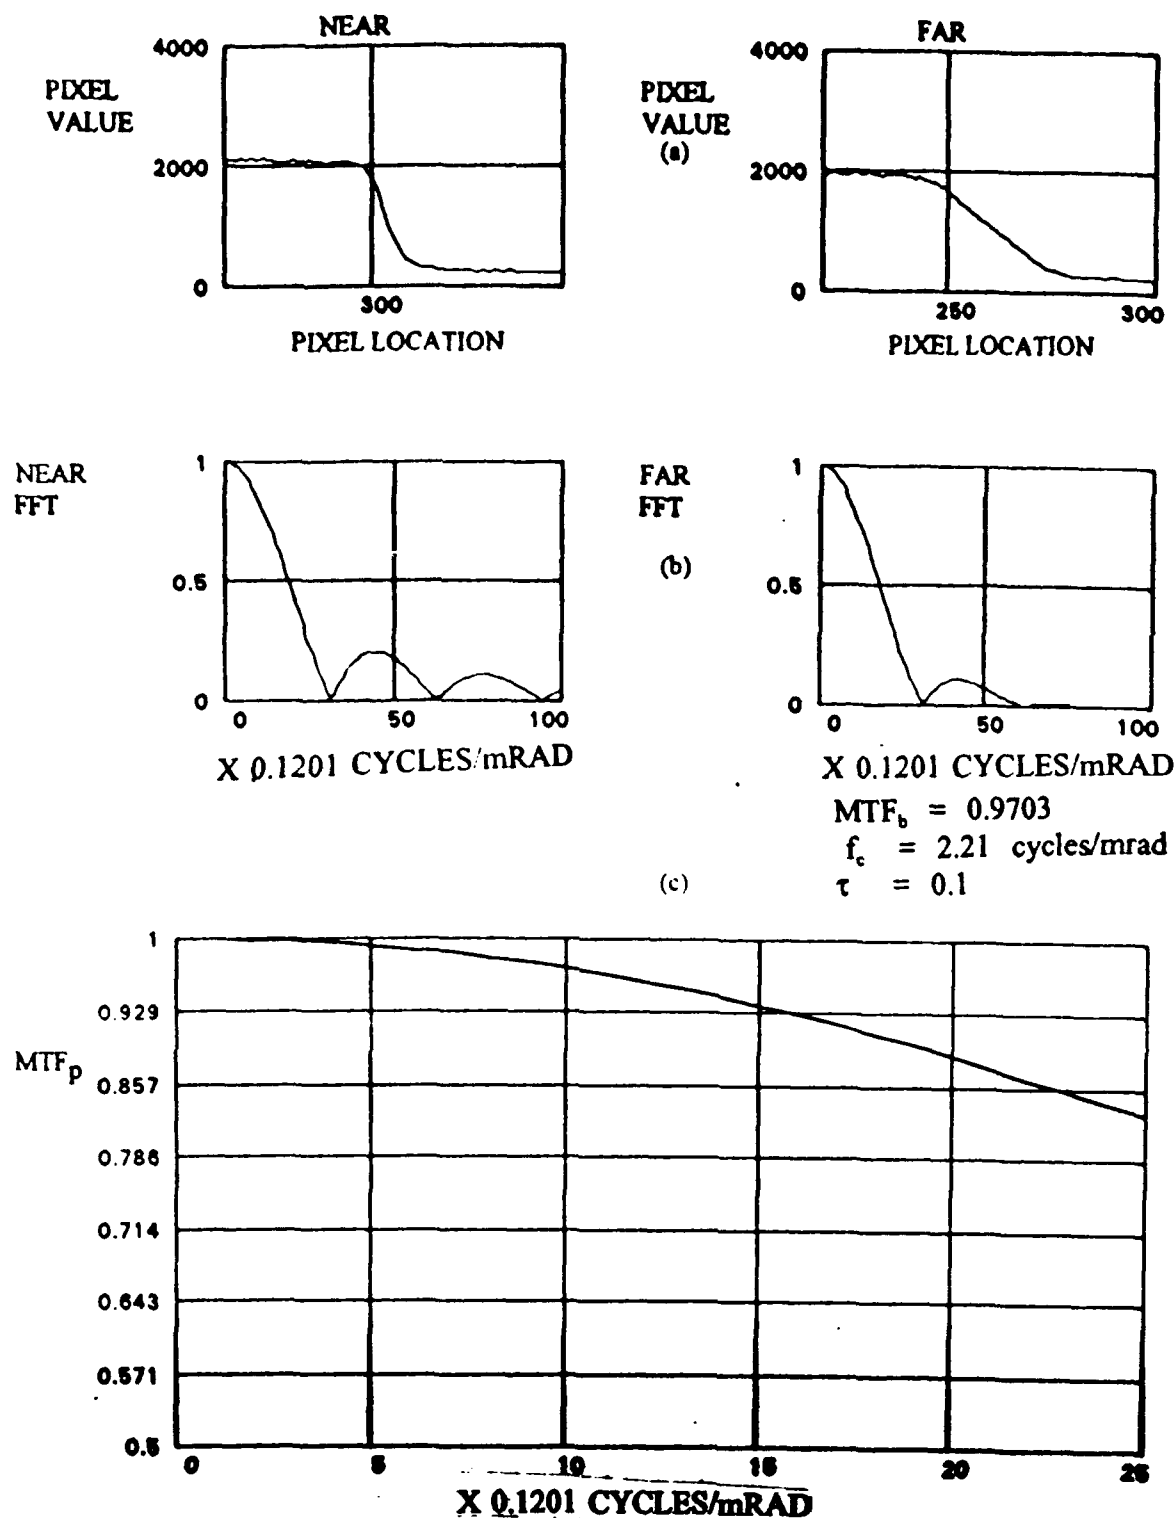 NEAR
4000
PIXEL
VALUE
2000
0
300
PIXEL LOCATION
FAR
4000
PIXEL
VALUE
(a)
2000
0
250
300
PIXEL LOCATION
NEAR
FFT
1
0.5
0
0
50
100
X 0.1201 CYCLES/mRAD
FAR
FFT
(b)
1
0.5
0
0
50
100
X 0.1201 CYCLES/mRAD
MTFb = 0.9703
fc = 2.21 cycles/mrad
τ = 0.1
(c)
1
0.929
MTFp
0.857
0.786
0.714
0.643
0.571
0.5
0
5
10
15
20
25
X 0.1201 CYCLES/mRAD